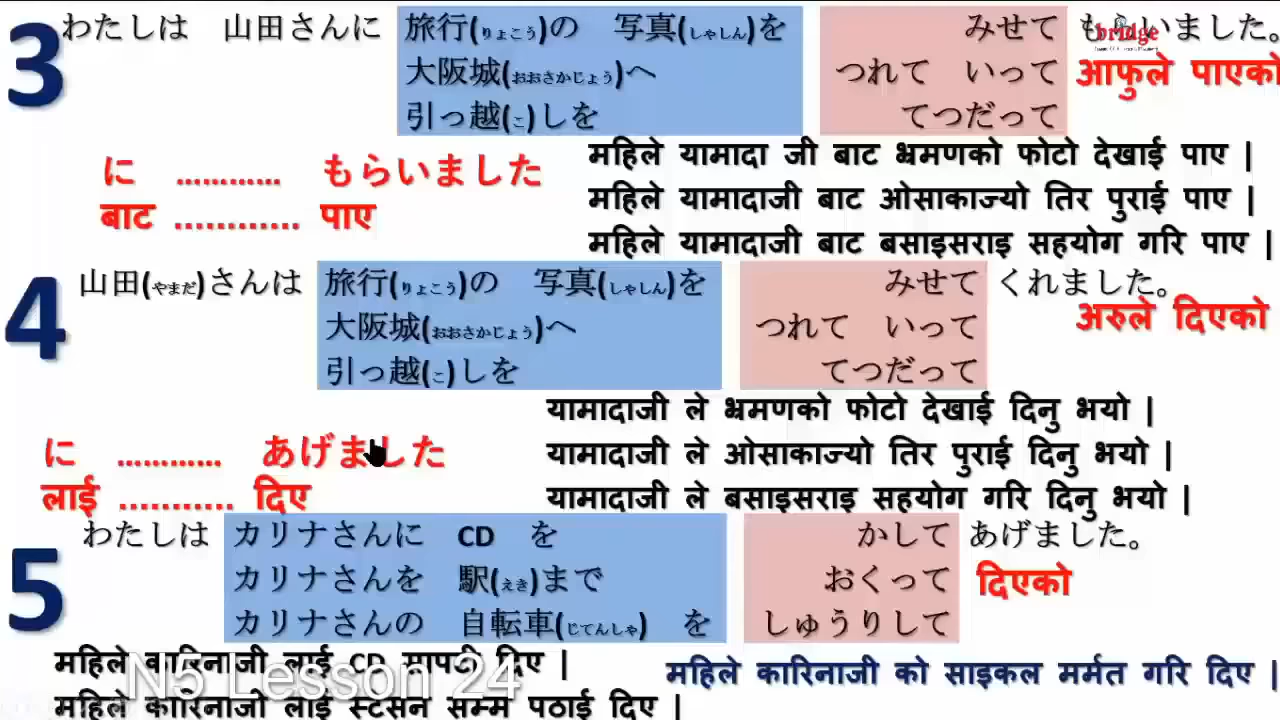 3
わたしは 山田さんに 旅行(りょこう)の 写真(しゃしん)を みせて もらいました。
bridge
大阪城(おおさかじょう)へ つれて いって आफुले पाएको
引っ越(こ)しを てつだって
に ………… もらいました
बाट ………… पाए
महिले यामादा जी बाट भ्रमणको फोटो देखाई पाए |
महिले यामादाजी बाट ओसाकाज्यो तिर पुराई पाए |
महिले यामादाजी बाट बसाइसराइ सहयोग गरि पाए |
4
山田(やまだ)さんは 旅行(りょこう)の 写真(しゃしん)を みせて くれました。
大阪城(おおさかじょう)へ つれて いって अरुले दिएको
引っ越(こ)しを てつだって
यामादाजी ले भ्रमणको फोटो देखाई दिनु भयो |
यामादाजी ले ओसाकाज्यो तिर पुराई दिनु भयो |
यामादाजी ले बसाइसराइ सहयोग गरि दिनु भयो |
に ………… あげました
लाई ........... दिए
5
わたしは カリナさんに CD を かして あげました。
カリナさんを 駅(えき)まで おくって दिएको
カリナさんの 自転車(じてんしゃ) を しゅうりして
महिले कारिनाजी लाई CD सापटी दिए |
महिले कारिनाजी लाई स्टेसन सम्म पठाई दिए |
महिले कारिनाजी को साइकल मर्मत गरि दिए |
N5 Lesson 24